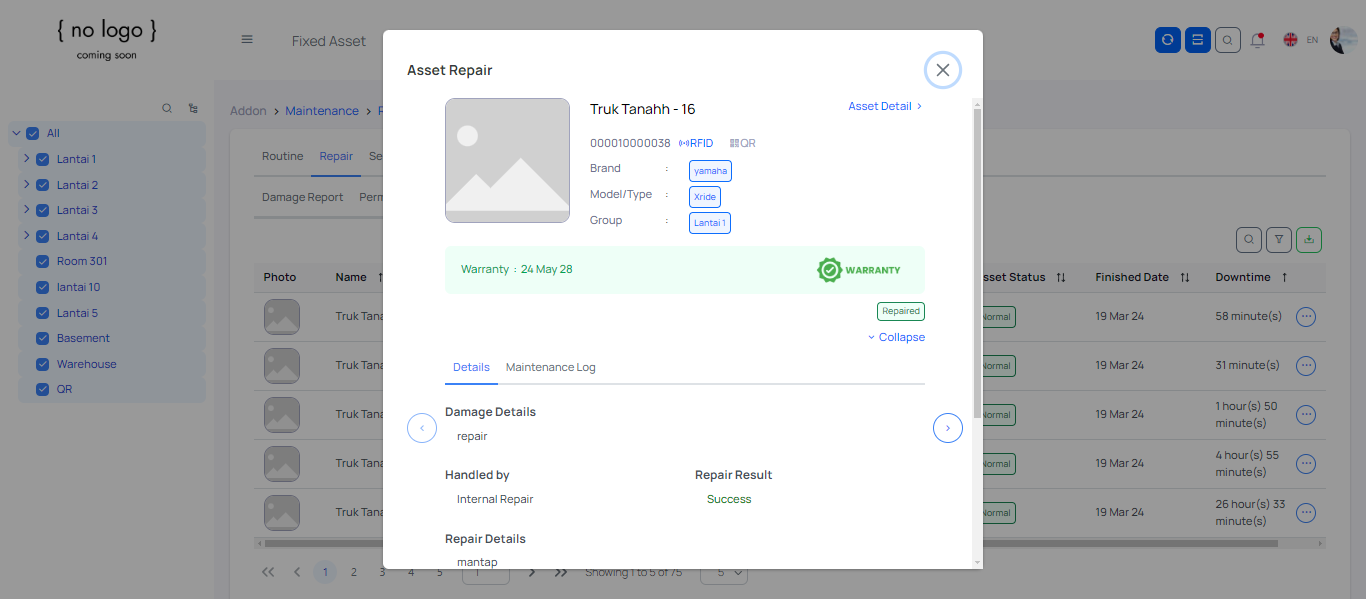 { no logo }
coming soon
Fixed Asset
EN
All
Lantai 1
Lantai 2
Lantai 3
Lantai 4
Room 301
lantai 10
Lantai 5
Basement
Warehouse
QR
Addon > Maintenance >
Routine Repair
Damage Report
Photo Name Asset Status Finished Date Downtime
Normal 19 Mar 24 58 minute(s)
Normal 19 Mar 24 31 minute(s)
Normal 19 Mar 24 1 hour(s) 50
minute(s)
Normal 19 Mar 24 4 hour(s) 55
minute(s)
Normal 19 Mar 24 26 hour(s) 33
minute(s)
Truk
Truk
Truk
Truk
Truk
1 2 3 4 5 1 Showing 1 to 5 of 75 5
Asset Repair
Truk Tanahh - 16 Asset Detail >
000010000038 RFID QR
Brand : yamaha
Model/Type : Xride
Group : Lantai 1
Warranty : 24 May 28 WARRANTY
Repaired
Collapse
Details Maintenance Log
Damage Details
repair
Handled by Repair Result
Internal Repair Success
Repair Details
mantap